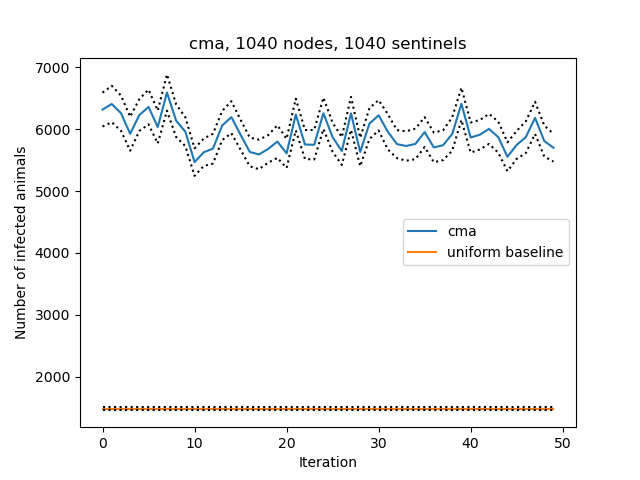 cma, 1040 nodes, 1040 sentinels
Number of infected animals
7000
6000
5000
4000
3000
2000
cma
uniform baseline
0
10
20
30
40
50
Iteration